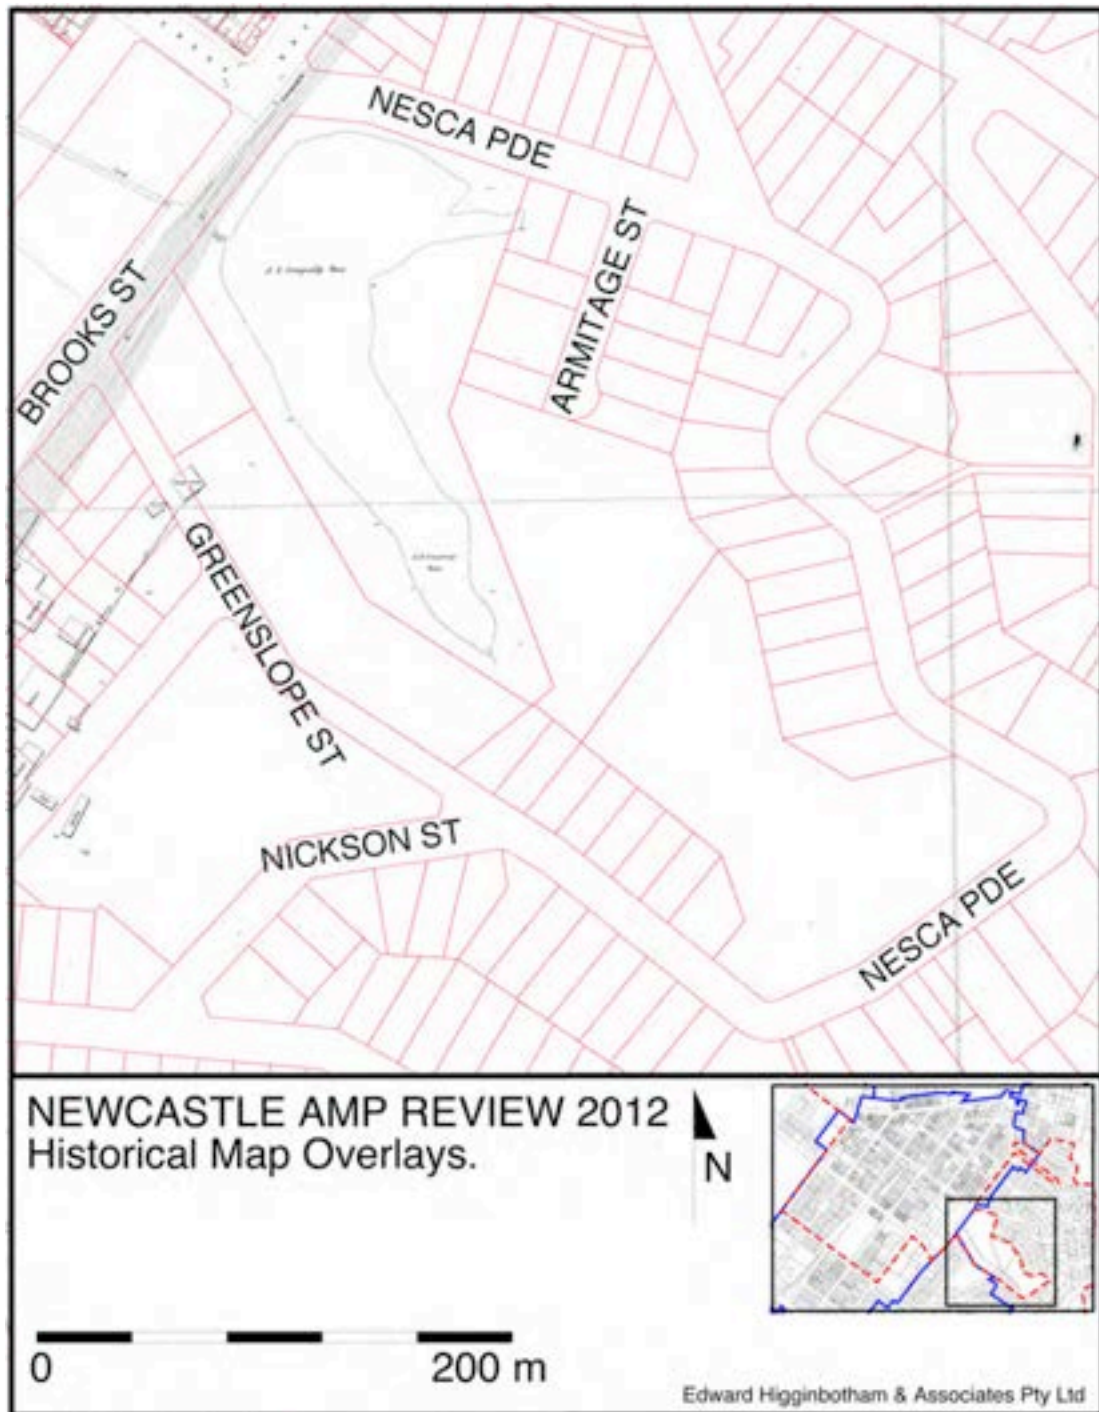 NESCA PDE
ARMITAGE ST
BROOKS ST
GREENSLOPE ST
NICKSON ST
NESCA PDE
NEWCASTLE AMP REVIEW 2012
Historical Map Overlays.
N
0 200 m
Edward Higginbotham & Associates Pty Ltd